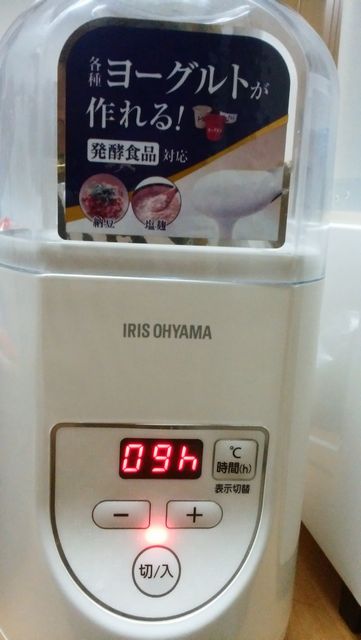 各種
ヨーグルトが
作れる!
発酵食品 対応
納豆
塩麹
IRIS OHYAMA
09h
℃
時間(h)
表示切替
− +
切/入